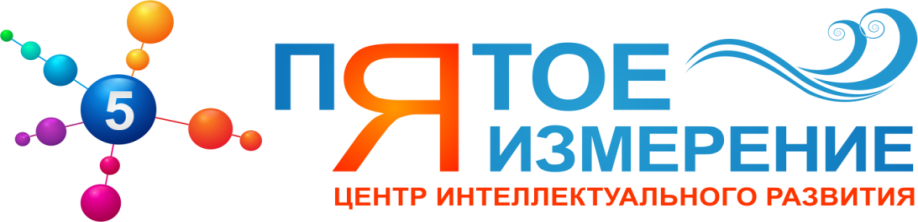 5
ПЯТОЕ
ИЗМЕРЕНИЕ
ЦЕНТР ИНТЕЛЛЕКТУАЛЬНОГО РАЗВИТИЯ